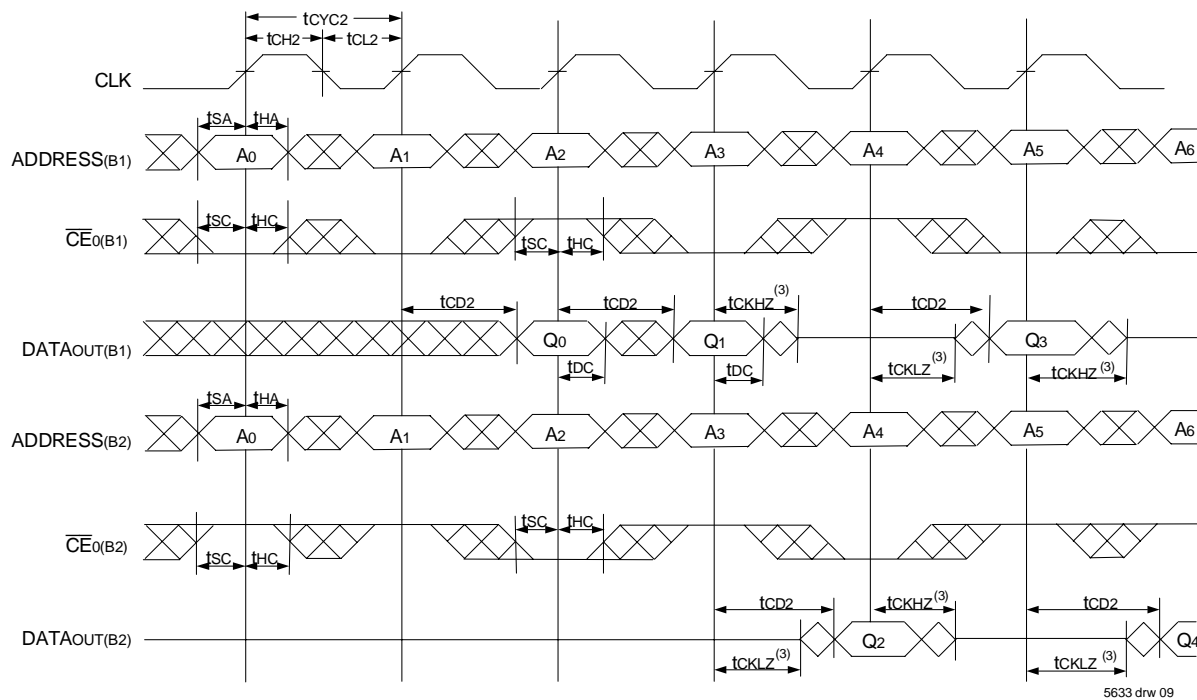 tCYC2
tCH2 tCL2
CLK
tSA tHA
ADDRESS(B1) A0 A1 A2 A3 A4 A5 A6
tSC tHC
CE0(B1)
tSC tHC
tCD2 tCD2 tCKHZ(3) tCD2
DATAOUT(B1) Q0 Q1 Q3
tDC tDC tCKLZ(3) tCKHZ(3)
tSA tHA
ADDRESS(B2) A0 A1 A2 A3 A4 A5 A6
tSC tHC
CE0(B2)
tSC tHC
tCD2 tCKHZ(3) tCD2
DATAOUT(B2) Q2 Q4
tCKLZ(3) tCKLZ(3)
5633 drw 09